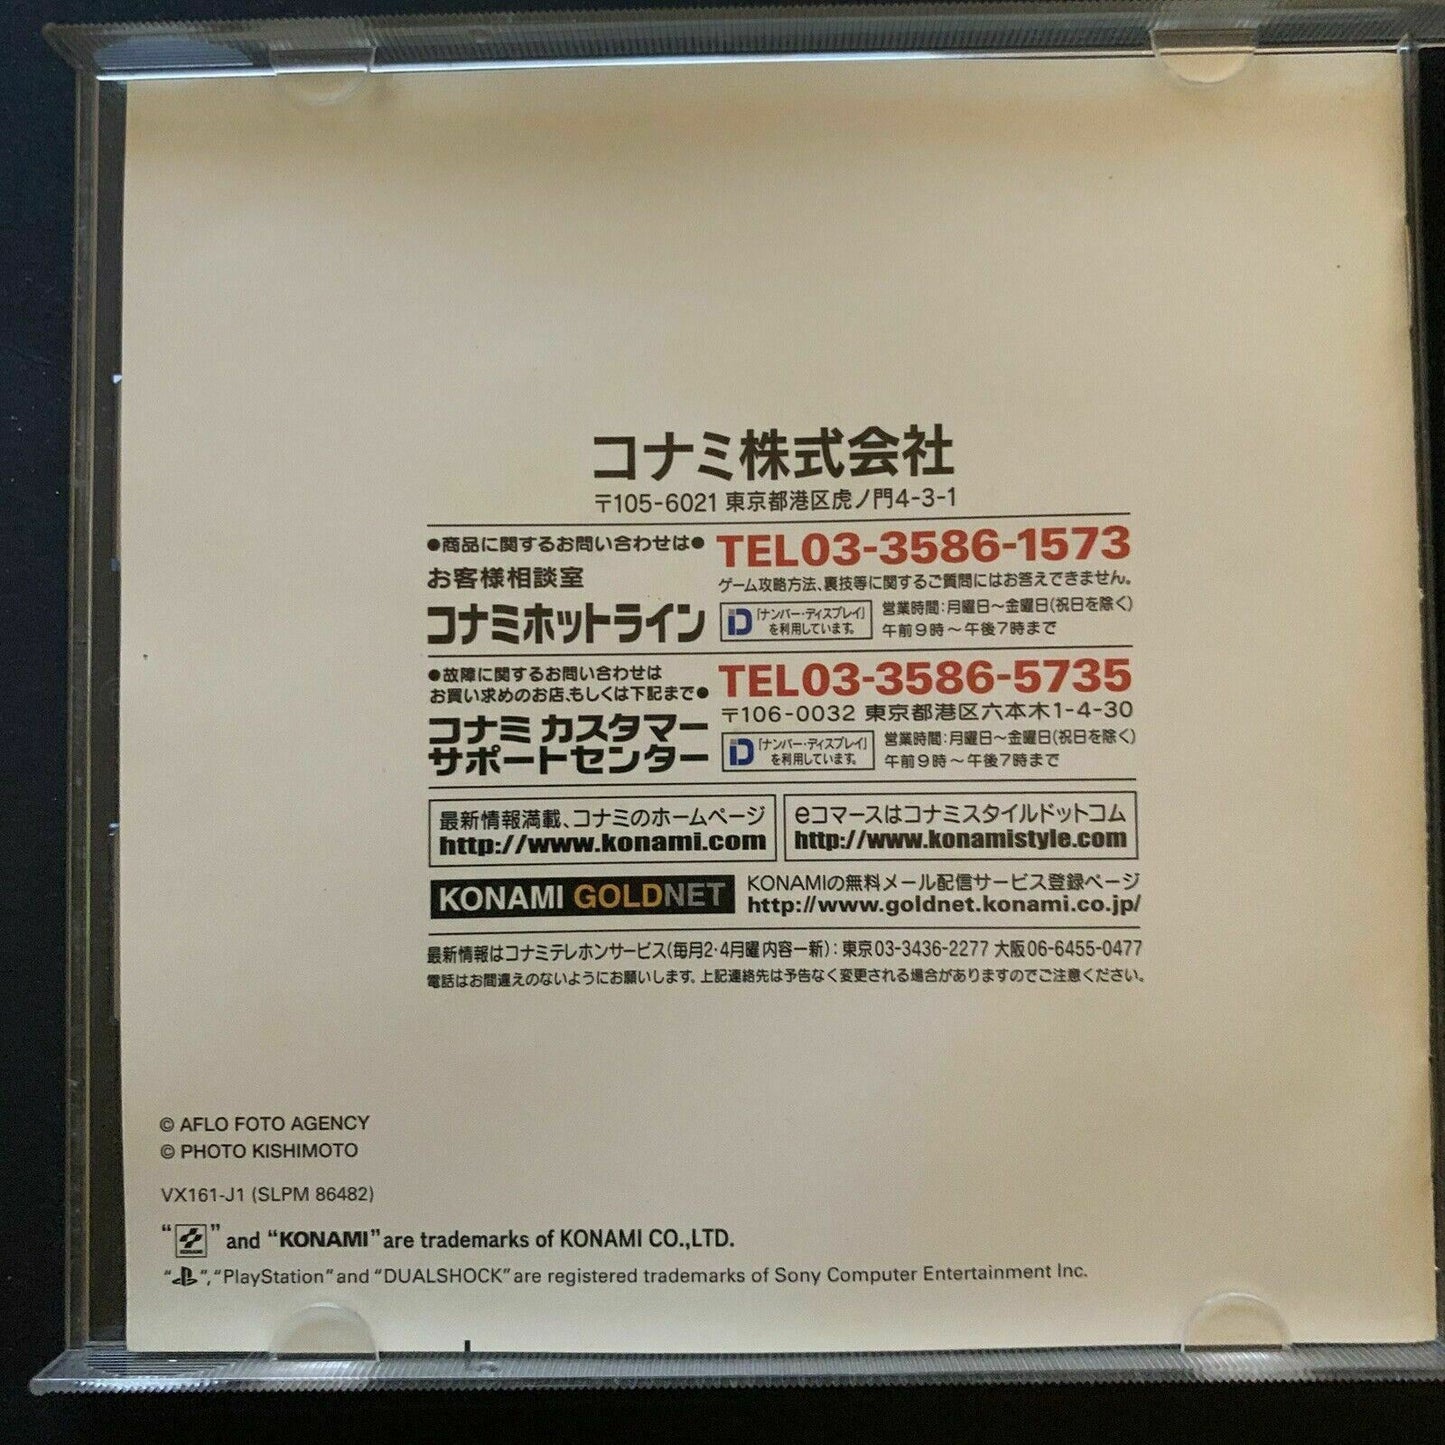 コナミ株式会社
〒105-6021 東京都港区虎ノ門4-3-1
●商品に関するお問い合わせは●
お客様相談室
コナミホットライン
TEL03-3586-1573
ゲーム攻略方法、裏技等に関するご質問にはお答えできません。
D「ナンバー・ディスプレイ」
を利用しています。
営業時間:月曜日～金曜日(祝日を除く)
午前9時～午後7時まで
●故障に関するお問い合わせは
お買い求めのお店、もしくは下記まで●
コナミ カスタマー
サポートセンター
TEL03-3586-5735
〒106-0032 東京都港区六本木1-4-30
D「ナンバー・ディスプレイ」
を利用しています。
営業時間:月曜日～金曜日(祝日を除く)
午前9時～午後7時まで
最新情報満載、コナミのホームページ
http://www.konami.com
eコマースはコナミスタイルドットコム
http://www.konamistyle.com
KONAMI GOLDNET
KONAMIの無料メール配信サービス登録ページ
http://www.goldnet.konami.co.jp/
最新情報はコナミテレホンサービス(毎月2・4月曜 内容一新):東京03-3436-2277 大阪06-6455-0477
電話はお間違えのないようにお願いします。上記連絡先は予告なく変更される場合がありますのでご注意ください。
© AFLO FOTO AGENCY
© PHOTO KISHIMOTO
VX161-J1 (SLPM 86482)
“KONAMI” and “KONAMI” are trademarks of KONAMI CO.,LTD.
“ ”, “PlayStation” and “DUALSHOCK” are registered trademarks of Sony Computer Entertainment Inc.